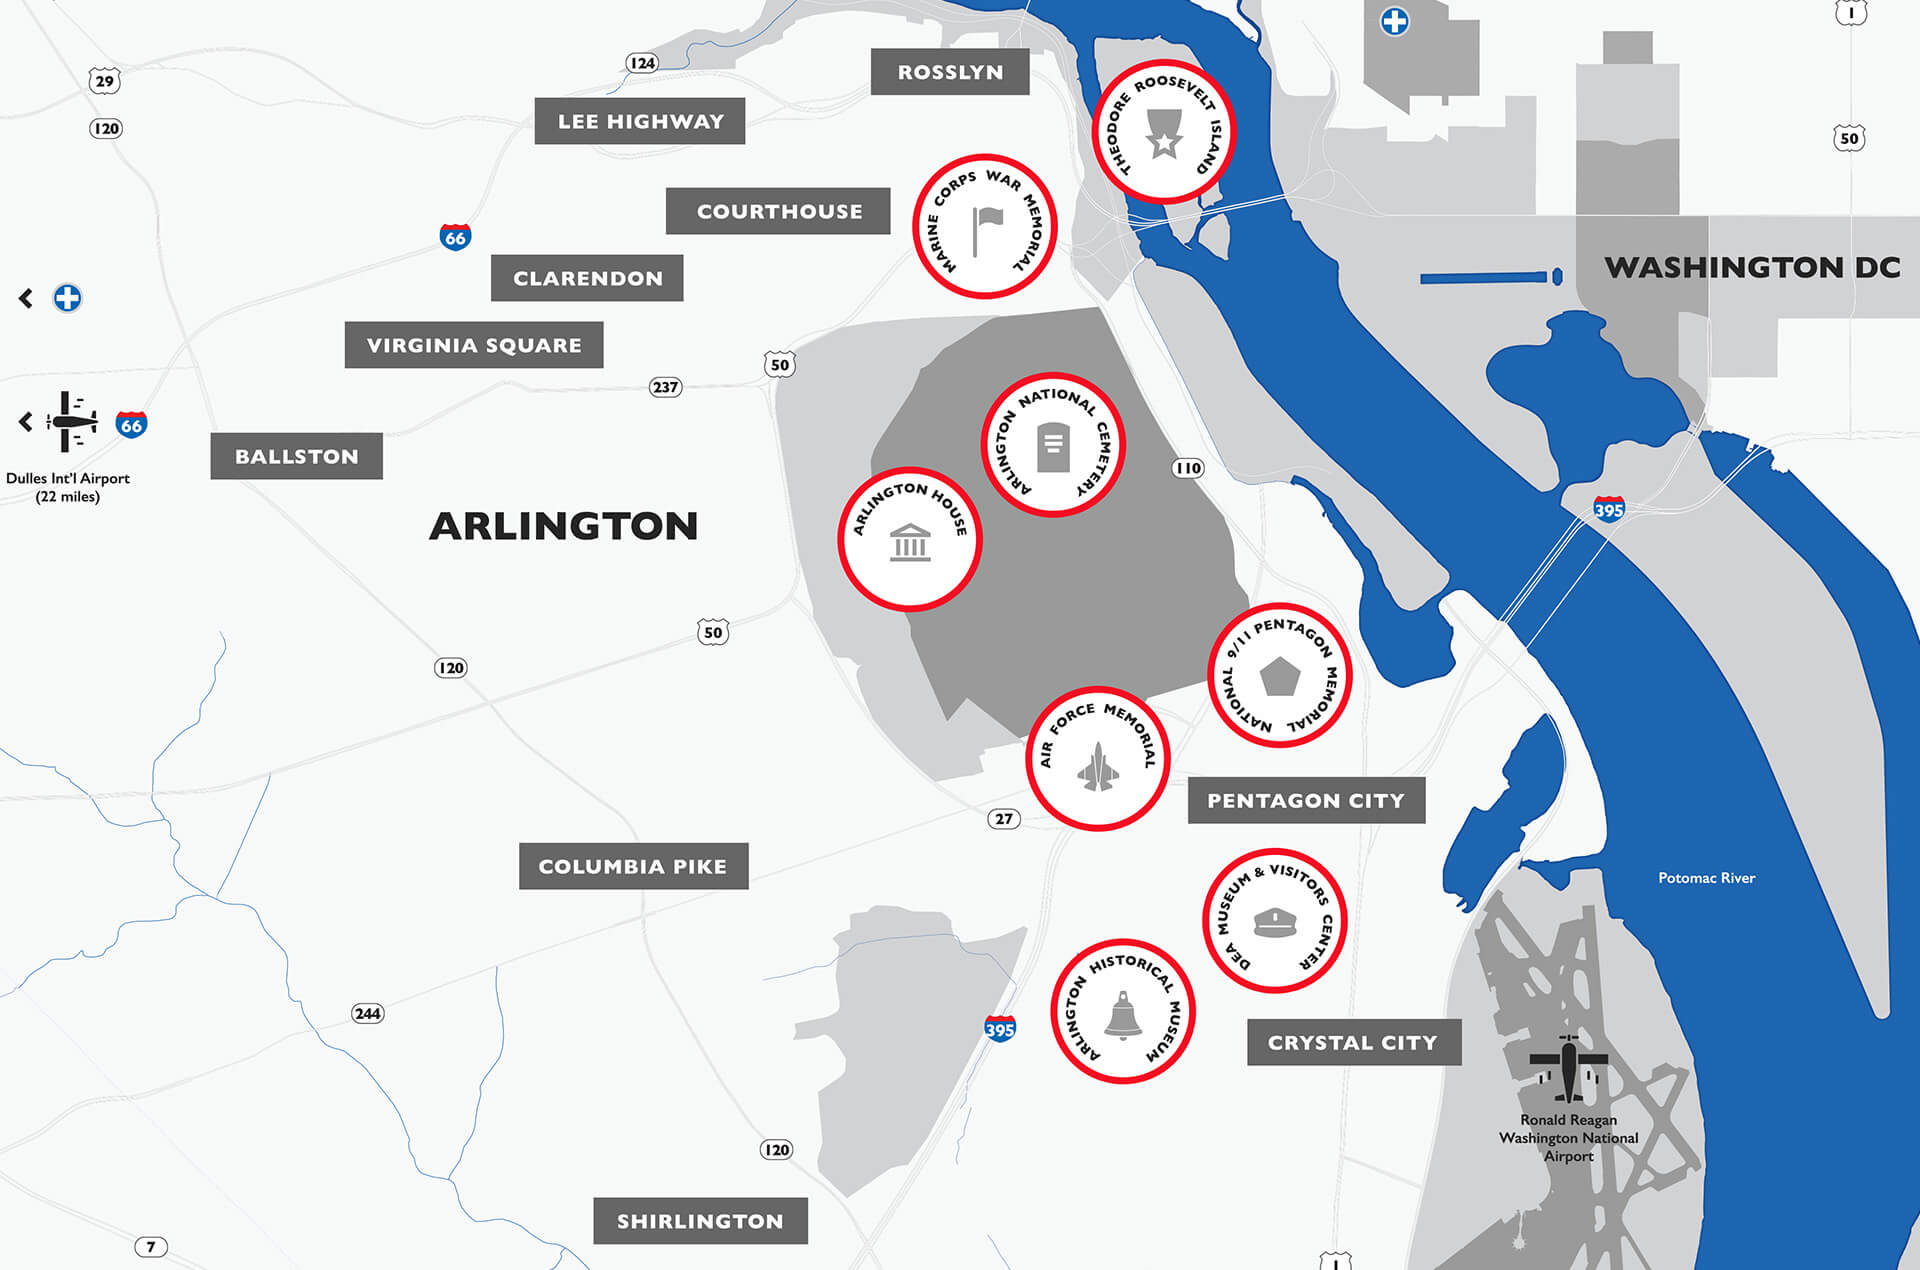 1
124
ROSSLYN
29
THEODORE ROOSEVELT ISLAND
LEE HIGHWAY
120
50
MARINE CORPS WAR MEMORIAL
COURTHOUSE
66
CLARENDON
WASHINGTON DC
VIRGINIA SQUARE
50
237
ARLINGTON NATIONAL CEMETERY
66
BALLSTON
110
Dulles Int'l Airport
(22 miles)
ARLINGTON HOUSE
395
ARLINGTON
50
120
NATIONAL 9/11 PENTAGON MEMORIAL
AIR FORCE MEMORIAL
PENTAGON CITY
27
COLUMBIA PIKE
Potomac River
DEA MUSEUM & VISITORS CENTER
ARLINGTON HISTORICAL MUSEUM
244
395
CRYSTAL CITY
Ronald Reagan
Washington National
Airport
120
SHIRLINGTON
7
1